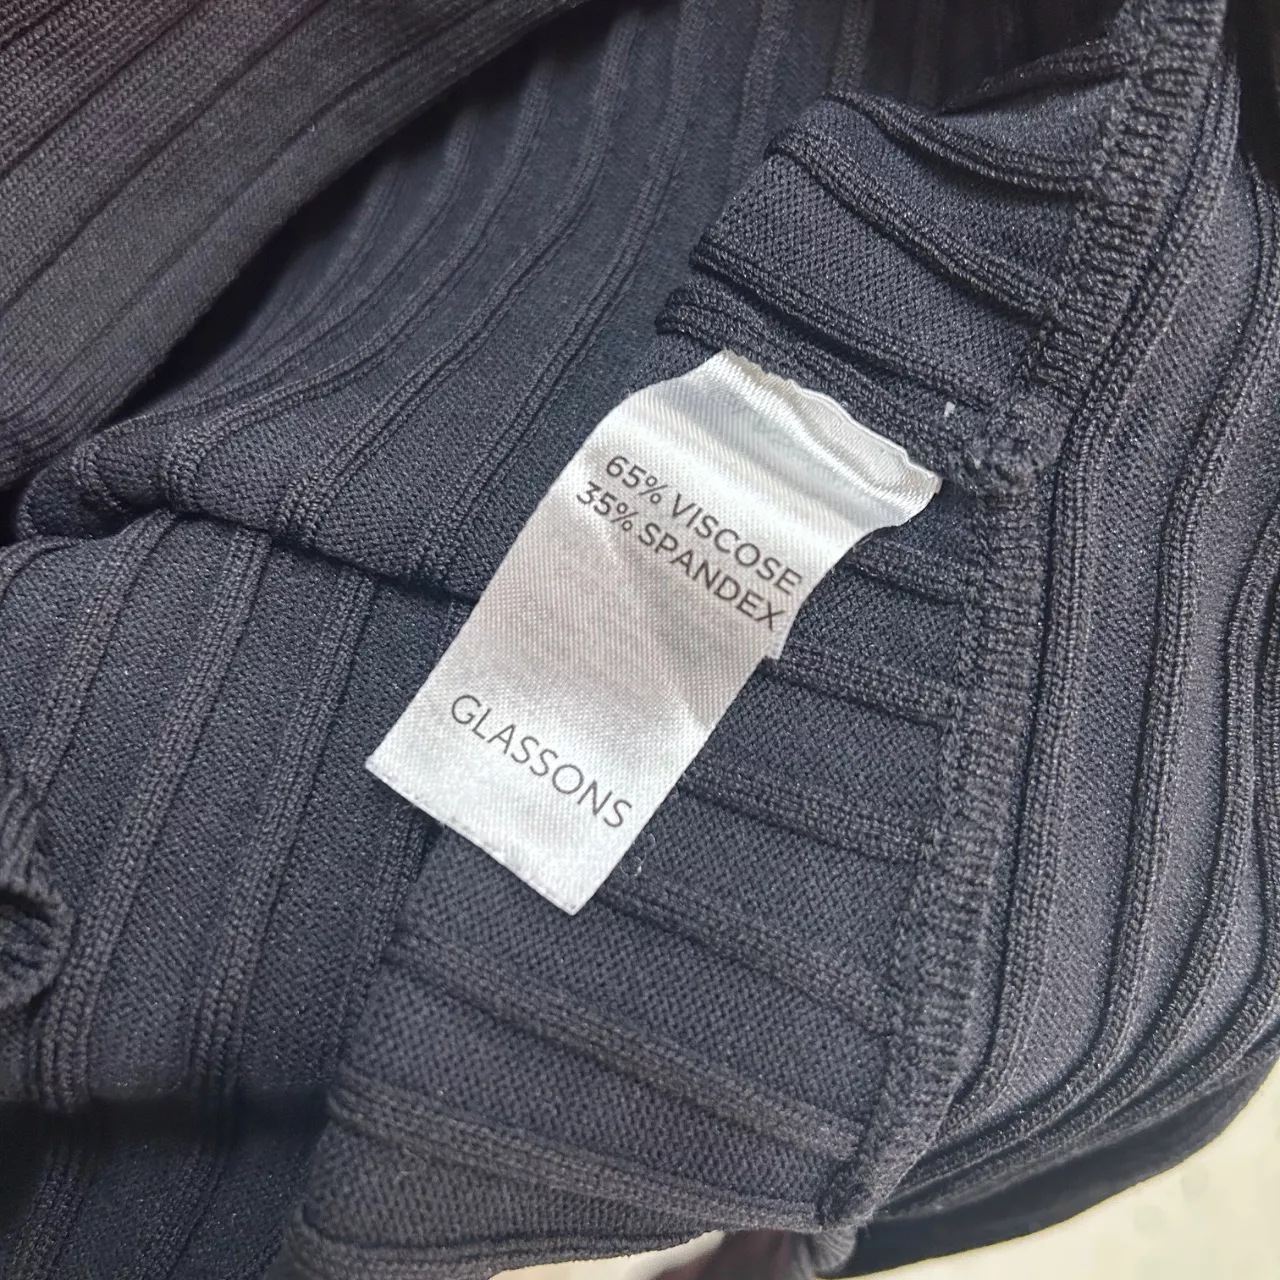 65% VISCOSE
35% SPANDEX
GLASSONS